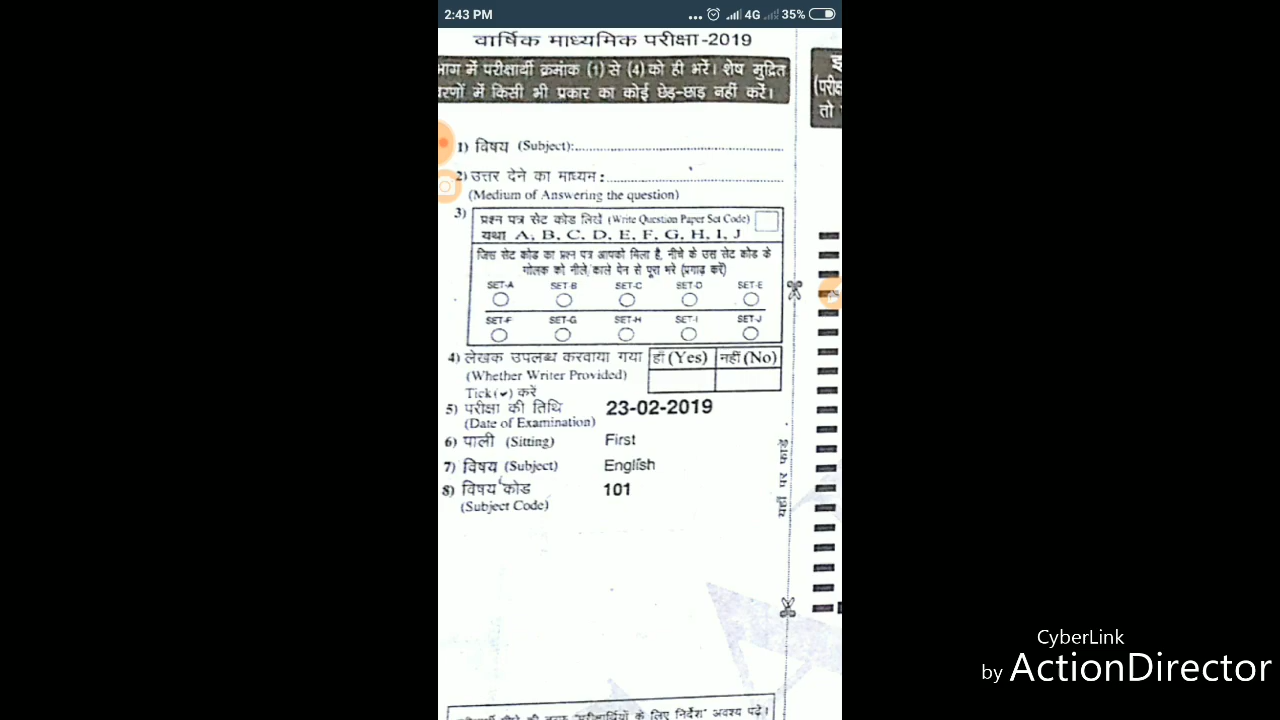 2:43 PM
4G 35%
वार्षिक माध्यमिक परीक्षा-2019
भाग में परीक्षार्थी क्रमांक (1) से (4) को ही भरें। शेष मुद्रित
में किसी भी प्रकार का कोई छेड़-छाड़ नहीं करें।
1) विषय (Subject):
2) उत्तर देने का माध्यम :
(Medium of Answering the question)
3) प्रश्न पत्र सेट कोड लिखें (Write Question Paper Set Code)
यथा A, B, C, D, E, F, G, H, I, J
जिस सेट कोड का प्रश्न पत्र आपको मिला है, नीचे के उस सेट कोड के
गोलक को नीले/काले पेन से पूरा भरें (प्रगाढ़ करें)
SET-A SET-B SET-C SET-D SET-E
SET-F SET-G SET-H SET-I SET-J
4) लेखक उपलब्ध करवाया गया हाँ (Yes) नहीं (No)
(Whether Writer Provided)
Tick (✔) करें
5) परीक्षा की तिथि 23-02-2019
(Date of Examination)
6) पाली (Sitting) First
7) विषय (Subject) English
8) विषय कोड 101
(Subject Code)
के लिए निर्देश' अवश्य पढ़ें।
तो
CyberLink
by ActionDirector